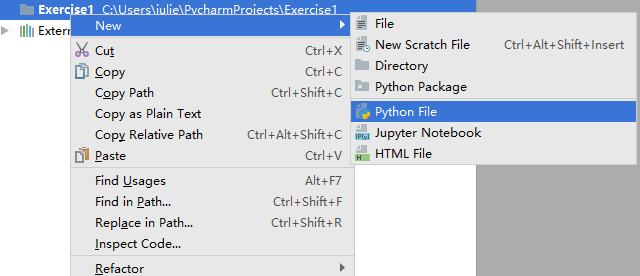 Exercise1 C:\Users\julie\PycharmProjects\Exercise1
Extern
New
Cut Ctrl+X
Copy Ctrl+C
Copy Path Ctrl+Shift+C
Copy as Plain Text
Copy Relative Path Ctrl+Alt+Shift+C
Paste Ctrl+V
Find Usages Alt+F7
Find in Path... Ctrl+Shift+F
Replace in Path... Ctrl+Shift+R
Inspect Code...
Refactor
File
New Scratch File Ctrl+Alt+Shift+Insert
Directory
Python Package
Python File
Jupyter Notebook
HTML File